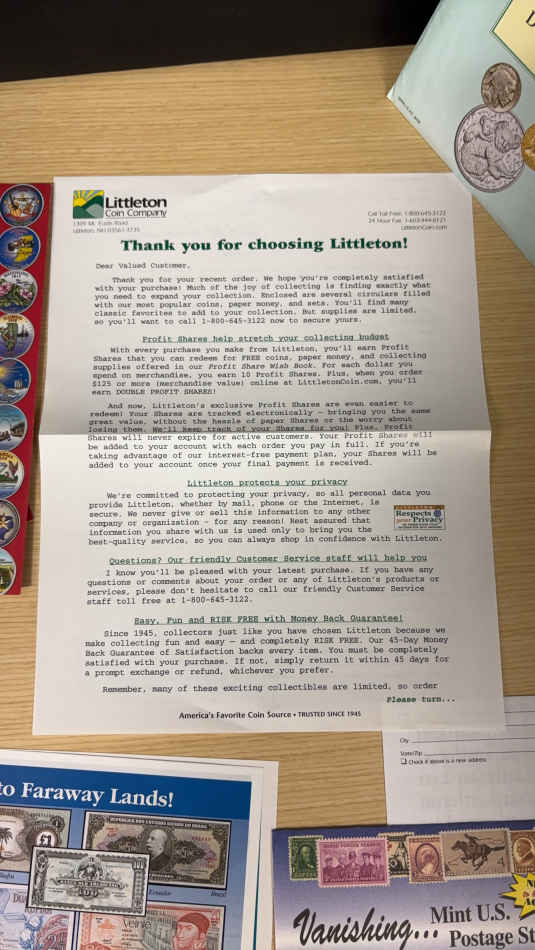 Littleton
Coin Company
1309 Mt. Eustis Road
Littleton, NH 03561-3735
Call Toll Free: 1-800-645-3122
24 Hour Fax: 1-603-444-0121
LittletonCoin.com
Thank you for choosing Littleton!
Dear Valued Customer,
Thank you for your recent order. We hope you're completely satisfied
with your purchase! Much of the joy of collecting is finding exactly what
you need to expand your collection. Enclosed are several circulars filled
with our most popular coins, paper money, and sets. You'll find many
classic favorites to add to your collection. But supplies are limited,
so you'll want to call 1-800-645-3122 now to secure yours.
Profit Shares help stretch your collecting budget
With every purchase you make from Littleton, you'll earn Profit
Shares that you can redeem for FREE coins, paper money, and collecting
supplies offered in our Profit Share Wish Book. For each dollar you
spend on merchandise, you earn 10 Profit Shares. Plus, when you order
$125 or more (merchandise value) online at LittletonCoin.com, you'll
earn DOUBLE PROFIT SHARES!
And now, Littleton's exclusive Profit Shares are even easier to
redeem! Your Shares are tracked electronically – bringing you the same
great value, without the hassle of paper Shares or the worry about
losing them. We'll keep track of your Shares for you! Plus, Profit
Shares will never expire for active customers. Your Profit Shares will
be added to your account with each order you pay in full. If you're
taking advantage of our interest-free payment plan, your Shares will be
added to your account once your final payment is received.
Littleton protects your privacy
We're committed to protecting your privacy, so all personal data you
provide Littleton, whether by mail, phone or the Internet, is
secure. We never give or sell this information to any other
company or organization – for any reason! Rest assured that
information you share with us is used only to bring you the
best-quality service, so you can always shop in confidence with Littleton.
LITTLETON
Respects
your Privacy
Questions? Our friendly Customer Service staff will help you
I know you'll be pleased with your latest purchase. If you have any
questions or comments about your order or any of Littleton's products or
services, please don't hesitate to call our friendly Customer Service
staff toll free at 1-800-645-3122.
Easy, Fun and RISK FREE with Money Back Guarantee!
Since 1945, collectors just like you have chosen Littleton because we
make collecting fun and easy – and completely RISK FREE. Our 45-Day Money
Back Guarantee of Satisfaction backs every item. You must be completely
satisfied with your purchase. If not, simply return it within 45 days for
a prompt exchange or refund, whichever you prefer.
Remember, many of these exciting collectibles are limited, so order
Please turn...
America's Favorite Coin Source • TRUSTED SINCE 1945
City
State/Zip
Check if above is a new address
to Faraway Lands!
Ecuador
Brazil
Vanishing...
Mint U.S.
Postage St